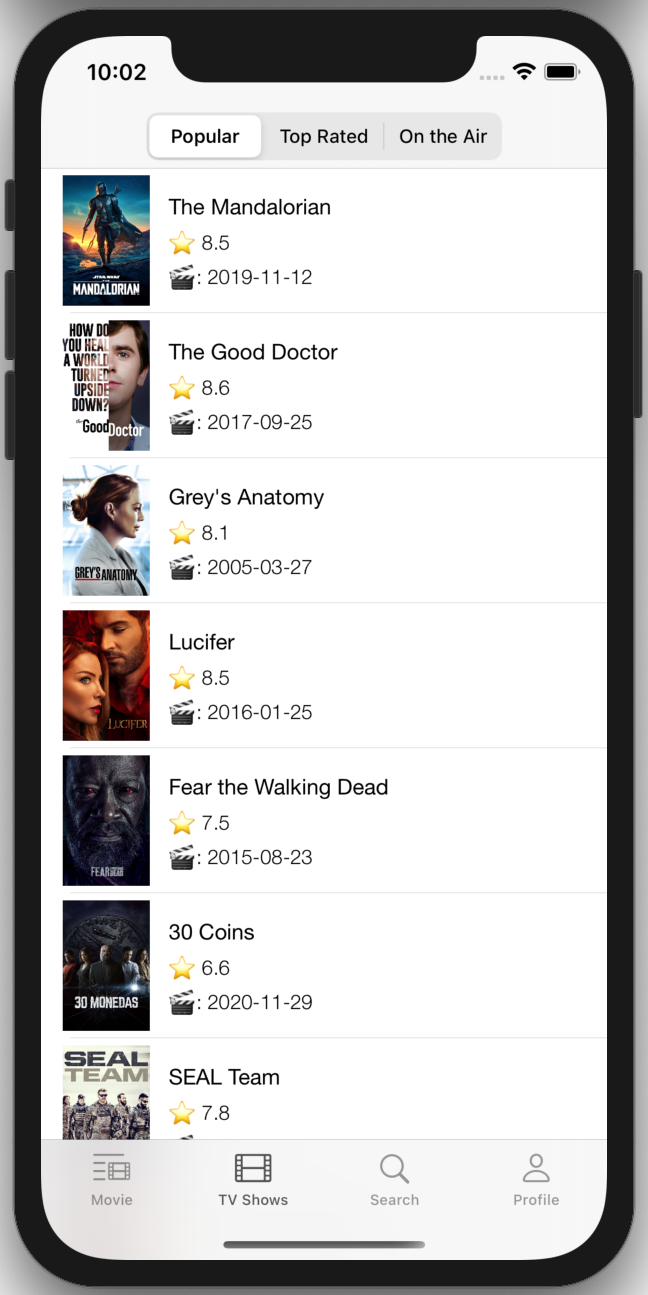 10:02
Popular Top Rated On the Air
STAR WARS
THE
MANDALORIAN
The Mandalorian
⭐ 8.5
🎬: 2019-11-12
HOW DO
YOU HEAL
A WORLD
TURNED
UPSIDE
DOWN?
the Good Doctor
The Good Doctor
⭐ 8.6
🎬: 2017-09-25
GREY'S ANATOMY
Grey's Anatomy
⭐ 8.1
🎬: 2005-03-27
LUCIFER
Lucifer
⭐ 8.5
🎬: 2016-01-25
FEAR THE WALKING DEAD
Fear the Walking Dead
⭐ 7.5
🎬: 2015-08-23
30 MONEDAS
30 Coins
⭐ 6.6
🎬: 2020-11-29
SEAL
TEAM
SEAL Team
⭐ 7.8
Movie TV Shows Search Profile